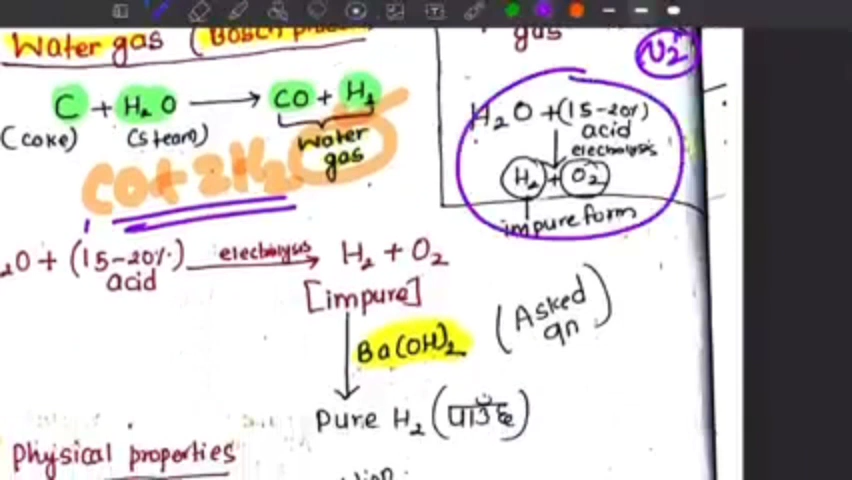 Water gas (Bosch process)
gas
U2
C + H2O → CO + H2
(coke) (steam)
Water gas
CO + 2H2
H2O + (15-20%) acid
electrolysis
H2 + O2
impure form
2O + (15-20%) acid electrolysis → H2 + O2
[impure]
Ba(OH)2
(Asked qn)
Pure H2
Physical properties